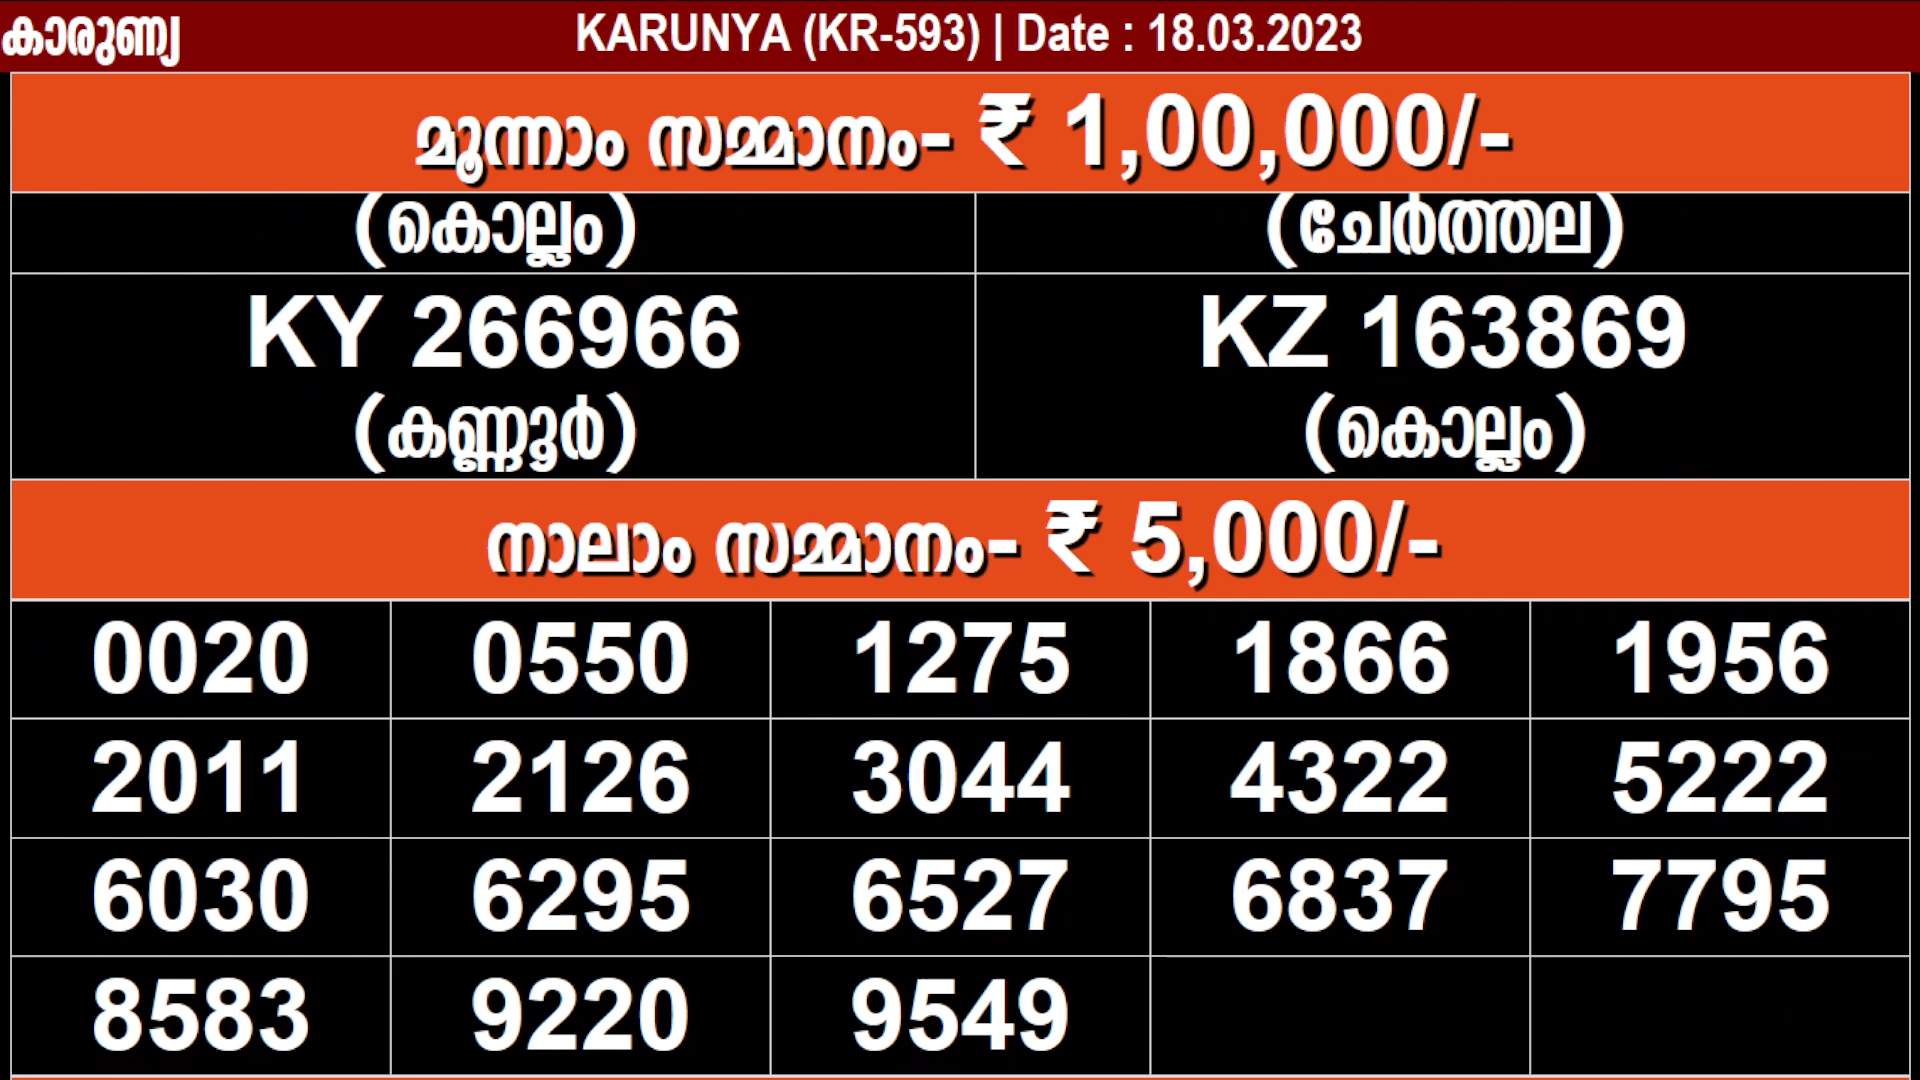 കാരുണ്യ KARUNYA (KR-593) | Date : 18.03.2023
മൂന്നാം സമ്മാനം- ₹ 1,00,000/-
(കൊല്ലം) (ചേർത്തല)
KY 266966 KZ 163869
(കണ്ണൂർ) (കൊല്ലം)
നാലാം സമ്മാനം- ₹ 5,000/-
0020 0550 1275 1866 1956
2011 2126 3044 4322 5222
6030 6295 6527 6837 7795
8583 9220 9549